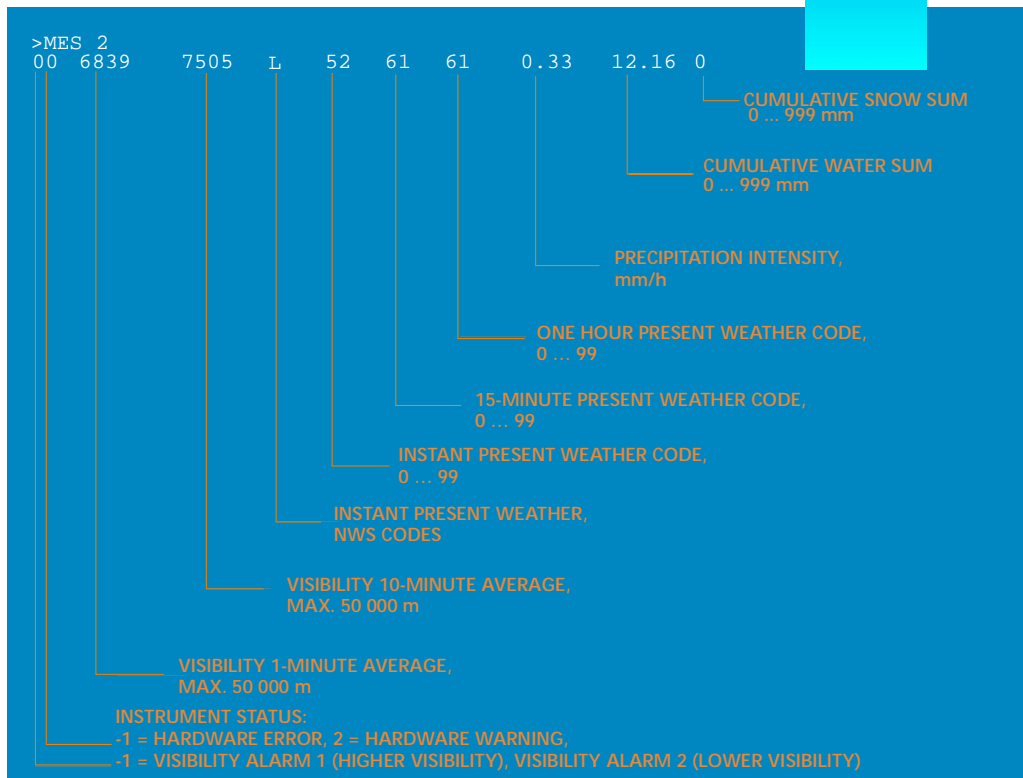 >MES 2
00 6839 7505 L 52 61 61 0.33 12.16 0
CUMULATIVE SNOW SUM
0 ... 999 mm
CUMULATIVE WATER SUM
0 ... 999 mm
PRECIPITATION INTENSITY,
mm/h
ONE HOUR PRESENT WEATHER CODE,
0 ... 99
15-MINUTE PRESENT WEATHER CODE,
0 ... 99
INSTANT PRESENT WEATHER CODE,
0 ... 99
INSTANT PRESENT WEATHER,
NWS CODES
VISIBILITY 10-MINUTE AVERAGE,
MAX. 50 000 m
VISIBILITY 1-MINUTE AVERAGE,
MAX. 50 000 m
INSTRUMENT STATUS:
-1 = HARDWARE ERROR, 2 = HARDWARE WARNING,
-1 = VISIBILITY ALARM 1 (HIGHER VISIBILITY), VISIBILITY ALARM 2 (LOWER VISIBILITY)